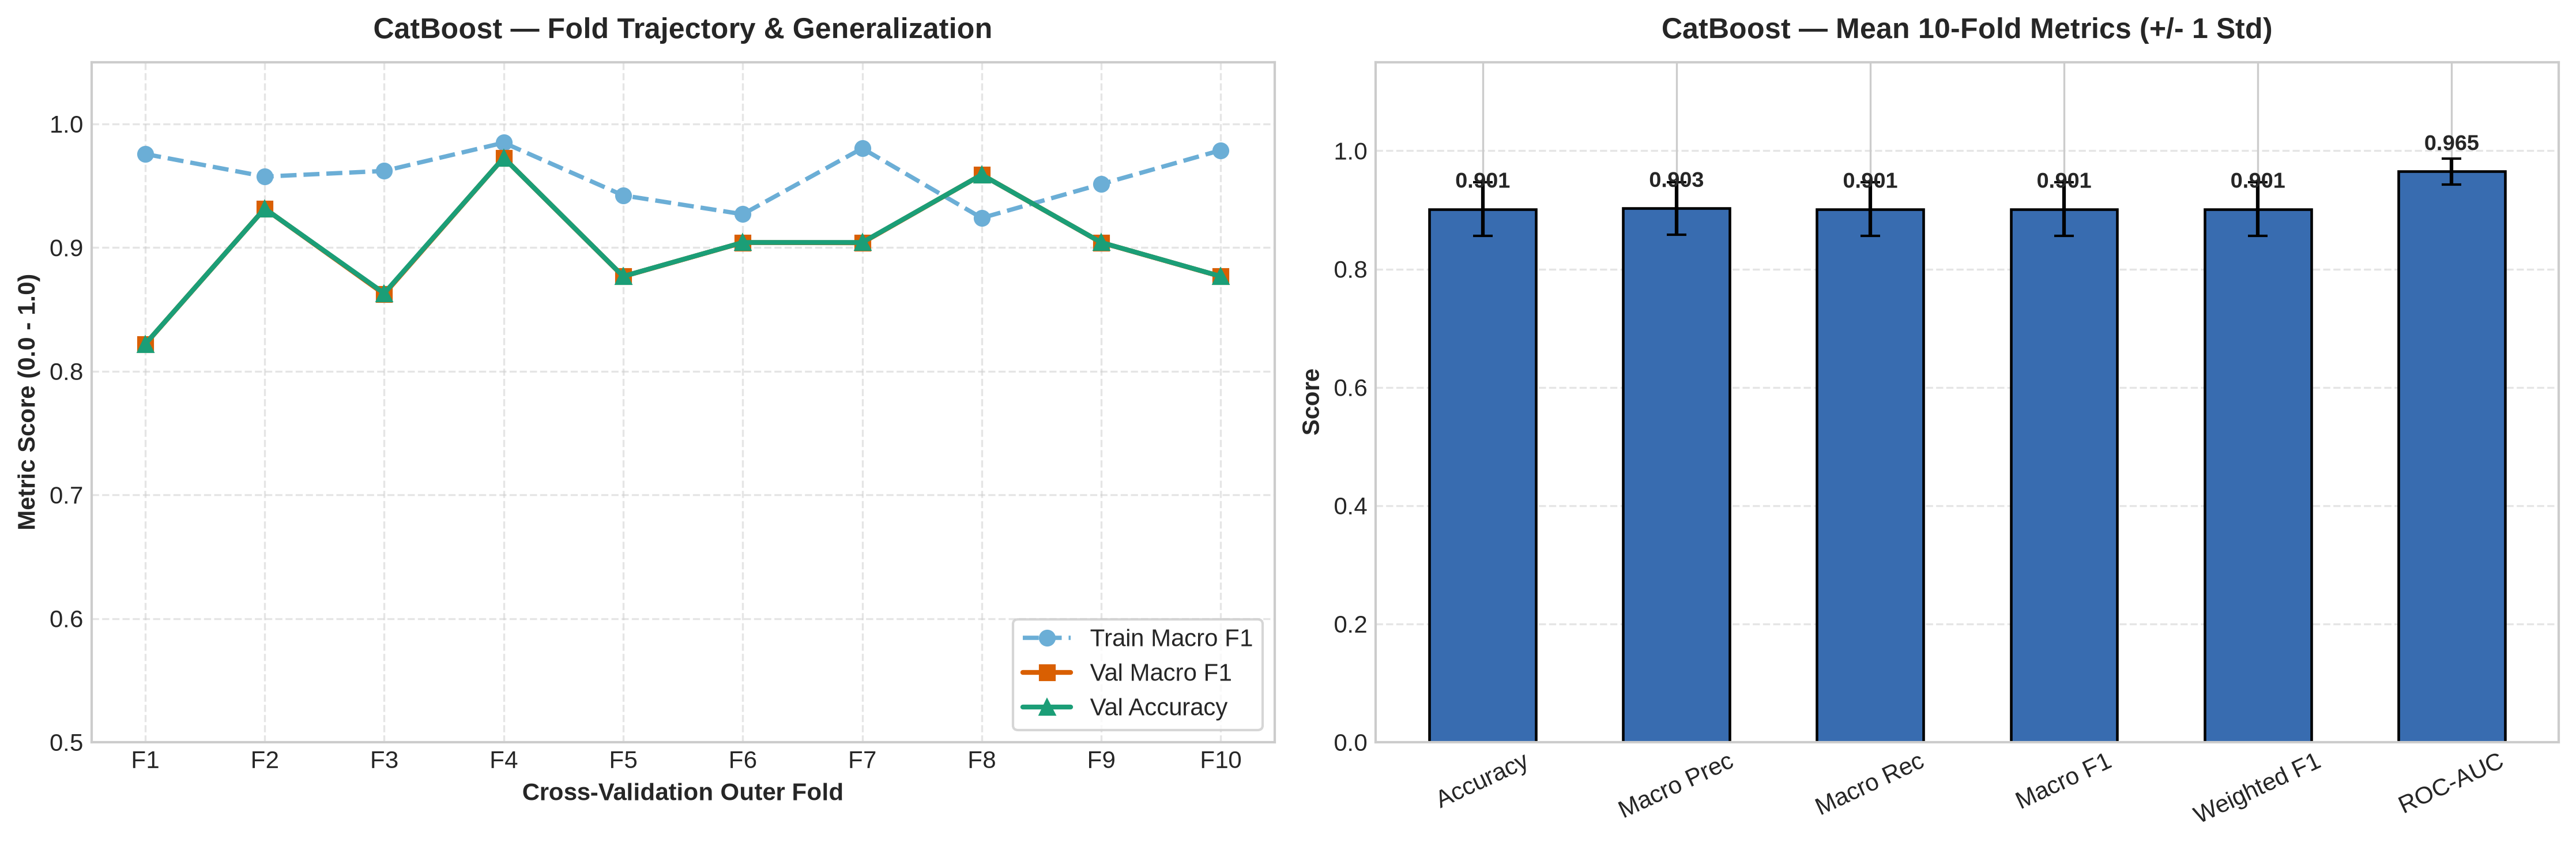 CatBoost — Fold Trajectory & Generalization
Metric Score (0.0 - 1.0)
1.0
0.9
0.8
0.7
0.6
0.5
Train Macro F1
Val Macro F1
Val Accuracy
F1 F2 F3 F4 F5 F6 F7 F8 F9 F10
Cross-Validation Outer Fold
CatBoost — Mean 10-Fold Metrics (+/- 1 Std)
Score
1.0
0.8
0.6
0.4
0.2
0.0
0.901 0.903 0.901 0.901 0.901 0.965
Accuracy Macro Prec Macro Rec Macro F1 Weighted F1 ROC-AUC